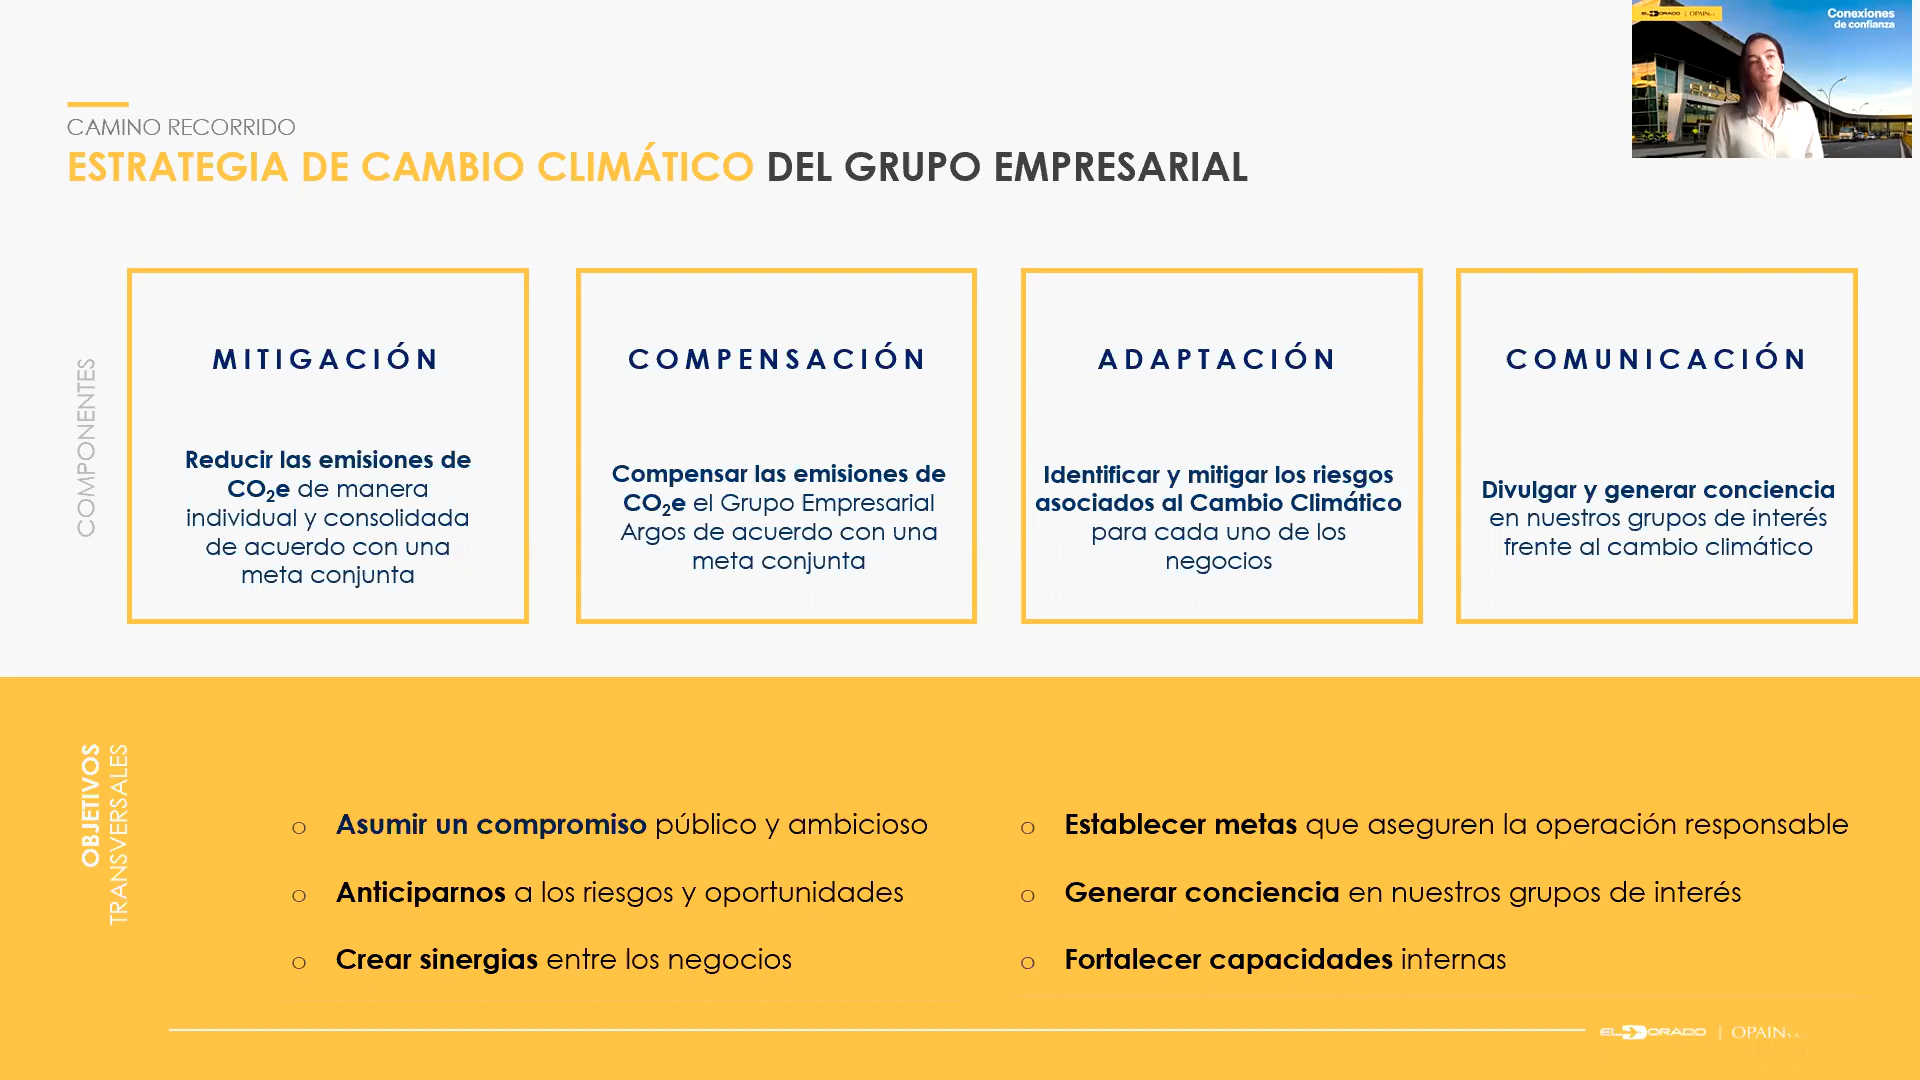 EL DORADO | OPAIN
Conexiones
de confianza
CAMINO RECORRIDO
ESTRATEGIA DE CAMBIO CLIMÁTICO DEL GRUPO EMPRESARIAL
COMPONENTES
MITIGACIÓN
Reducir las emisiones de
CO₂e de manera
individual y consolidada
de acuerdo con una
meta conjunta
COMPENSACIÓN
Compensar las emisiones de
CO₂e el Grupo Empresarial
Argos de acuerdo con una
meta conjunta
ADAPTACIÓN
Identificar y mitigar los riesgos
asociados al Cambio Climático
para cada uno de los
negocios
COMUNICACIÓN
Divulgar y generar conciencia
en nuestros grupos de interés
frente al cambio climático
OBJETIVOS
TRANSVERSALES
o Asumir un compromiso público y ambicioso
o Anticiparnos a los riesgos y oportunidades
o Crear sinergias entre los negocios
o Establecer metas que aseguren la operación responsable
o Generar conciencia en nuestros grupos de interés
o Fortalecer capacidades internas
EL DORADO | OPAIN